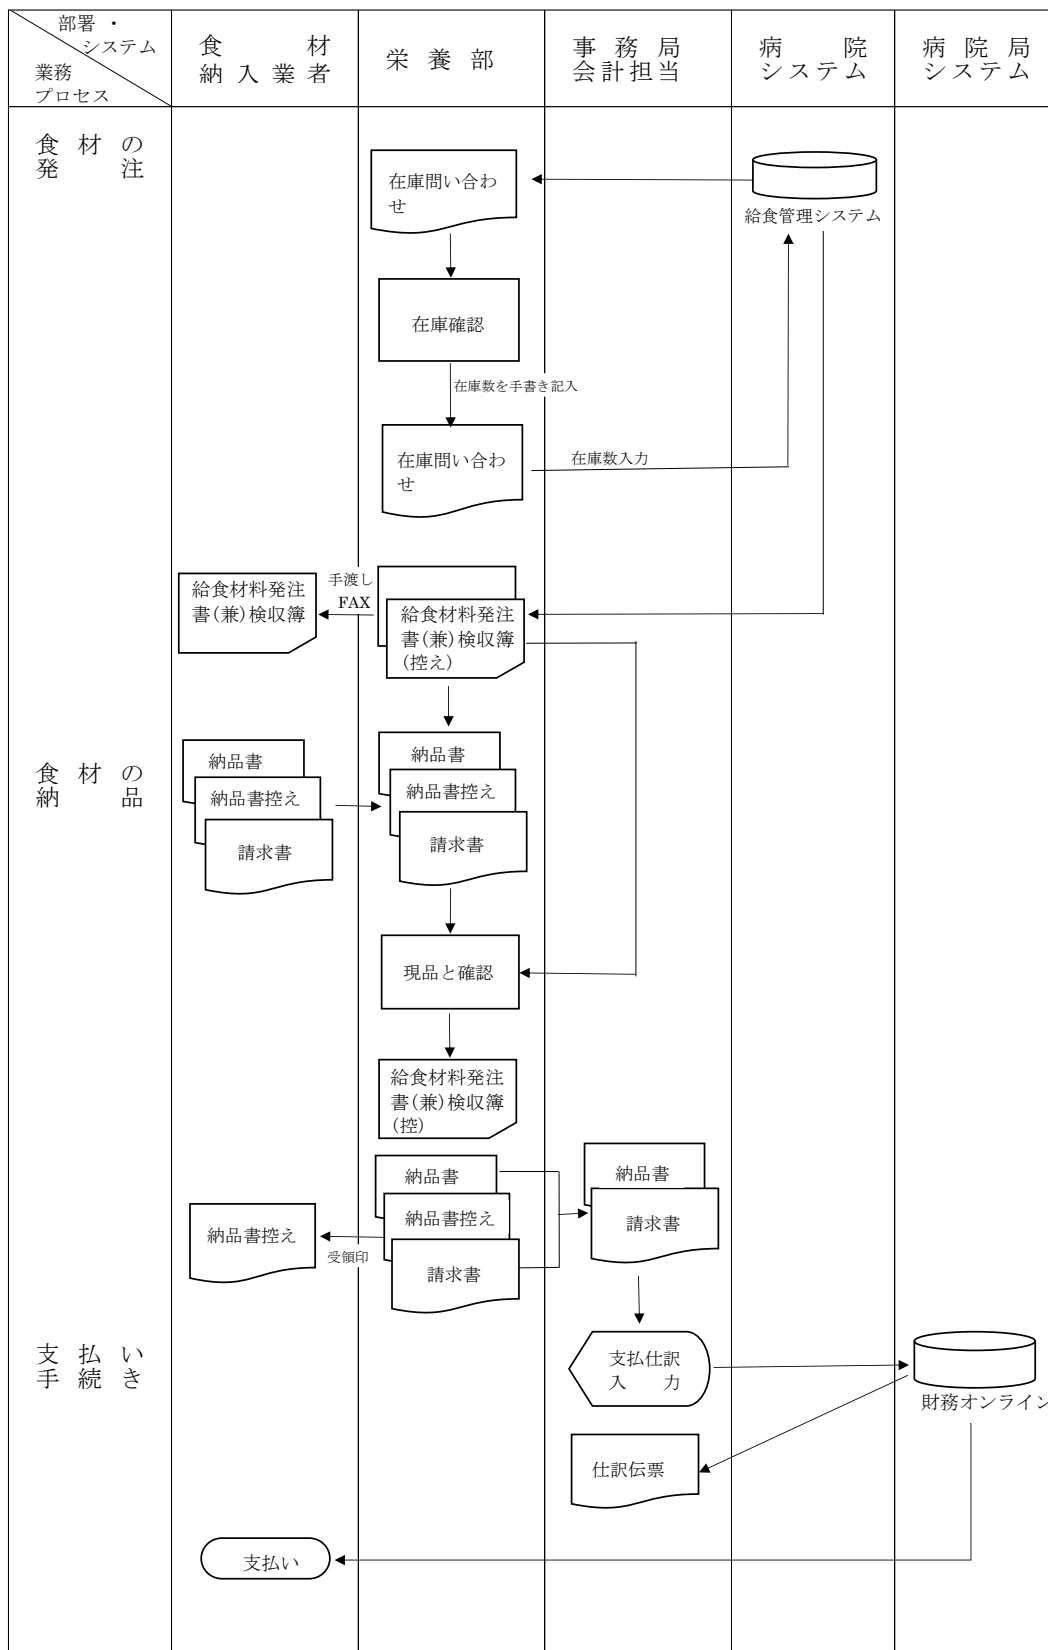 部署・
システム
業務
プロセス
食材
納入業者
栄養部
事務局
会計担当
病院
システム
病院局
システム
食材の
発注
在庫問い合わ
せ
給食管理システム
在庫確認
在庫数を手書き記入
在庫問い合わ
せ
在庫数入力
給食材料発注
書(兼)検収簿
手渡し
FAX
給食材料発注
書(兼)検収簿
(控え)
食材の
納品
納品書
納品書控え
請求書
納品書
納品書控え
請求書
現品と確認
給食材料発注
書(兼)検収簿
(控)
納品書
納品書控え
請求書
納品書
請求書
納品書控え
受領印
支払い
手続き
支払仕訳
入力
財務オンライン
仕訳伝票
支払い